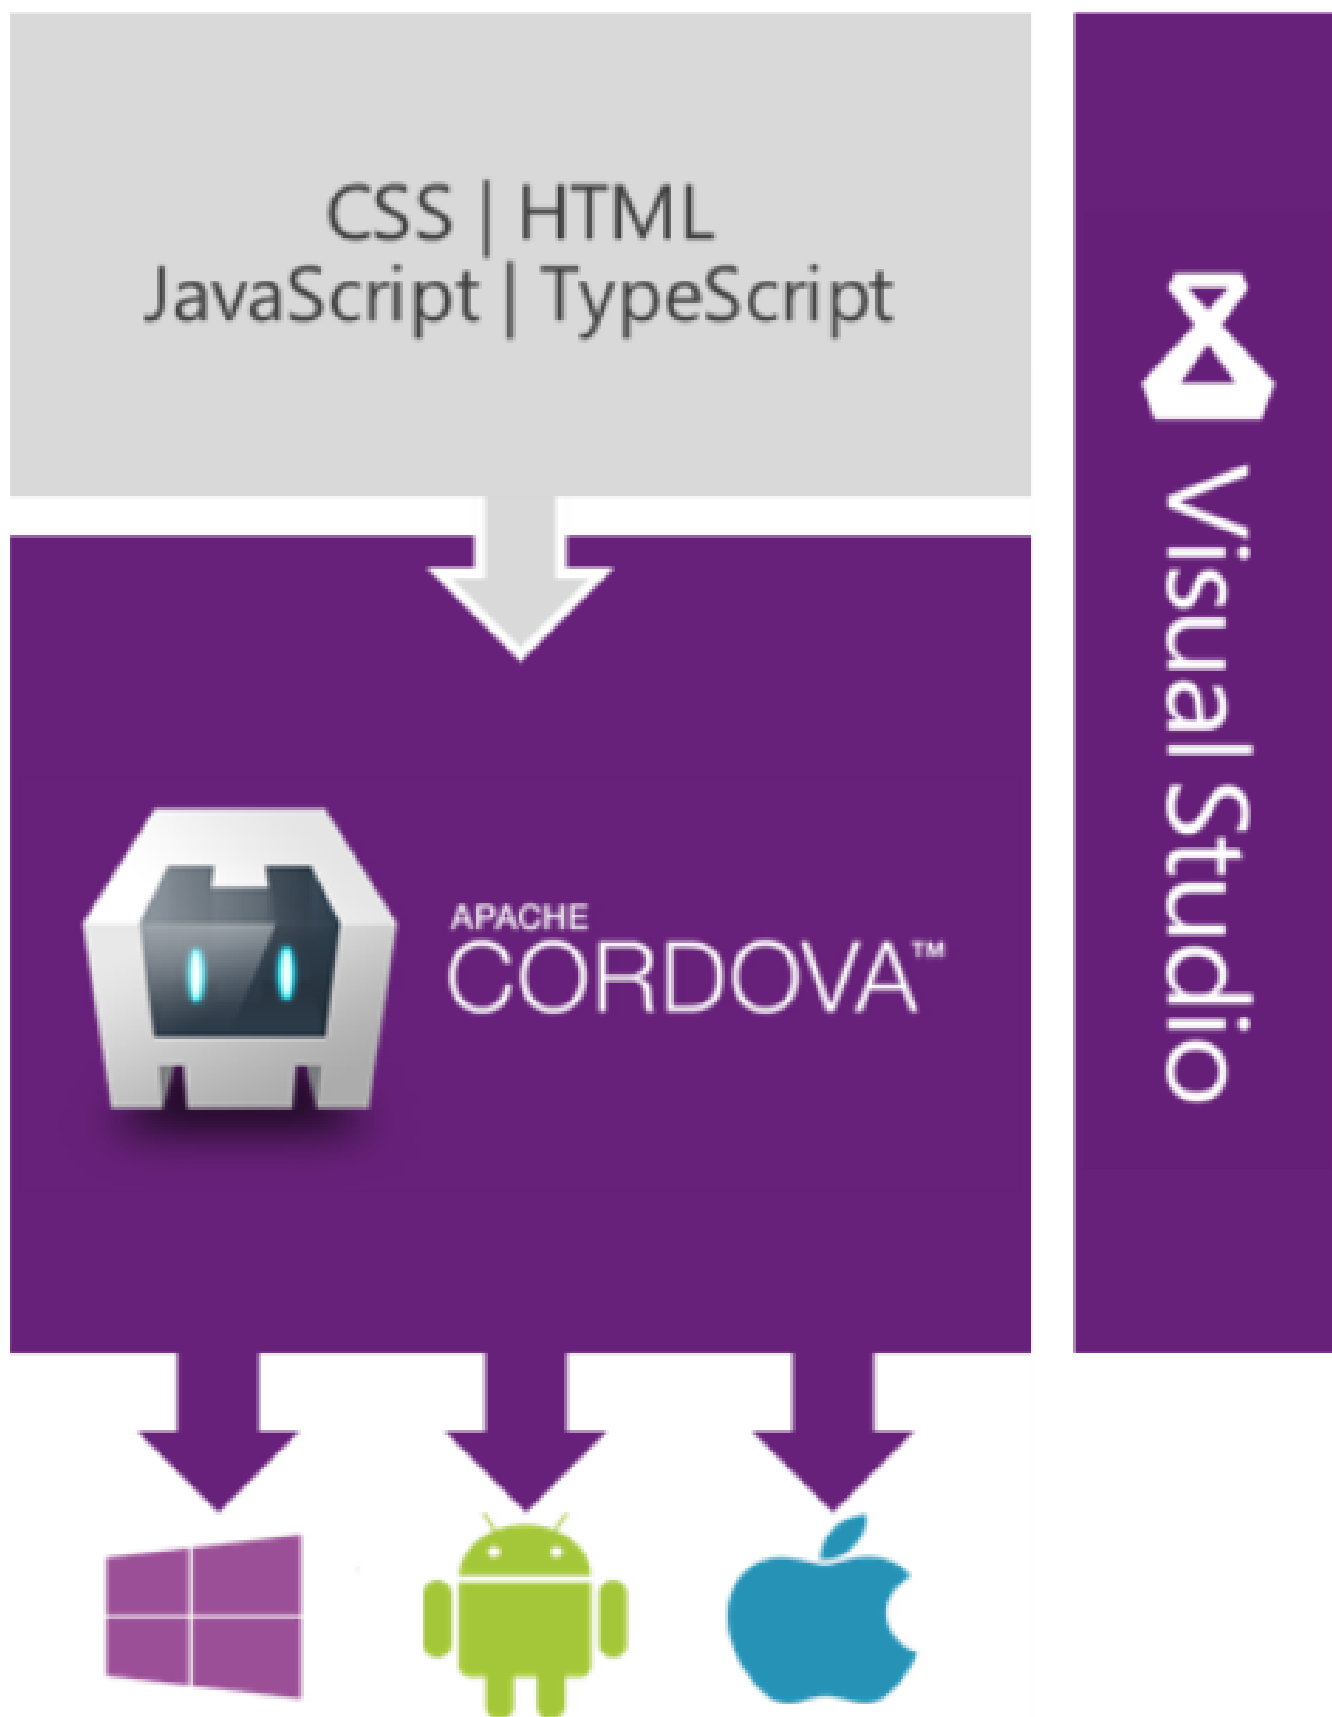 CSS | HTML
JavaScript | TypeScript
APACHE
CORDOVA™
Visual Studio